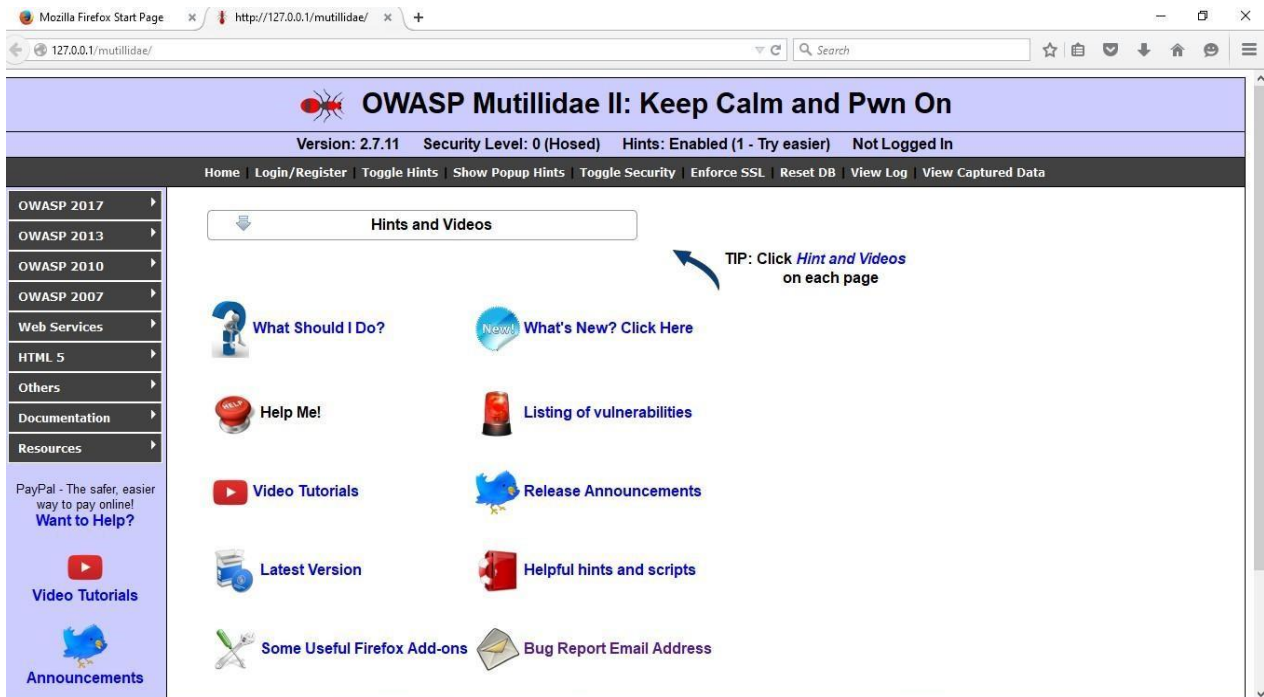 Mozilla Firefox Start Page
http://127.0.0.1/mutillidae/
127.0.0.1/mutillidae/
Search
OWASP Mutillidae II: Keep Calm and Pwn On
Version: 2.7.11 Security Level: 0 (Hosed) Hints: Enabled (1 - Try easier) Not Logged In
Home | Login/Register | Toggle Hints | Show Popup Hints | Toggle Security | Enforce SSL | Reset DB | View Log | View Captured Data
OWASP 2017
OWASP 2013
OWASP 2010
OWASP 2007
Web Services
HTML 5
Others
Documentation
Resources
PayPal - The safer, easier
way to pay online!
Want to Help?
Video Tutorials
Announcements
Hints and Videos
TIP: Click Hint and Videos
on each page
What Should I Do?
New!
What's New? Click Here
HELP
Help Me!
Listing of vulnerabilities
Video Tutorials
Release Announcements
Latest Version
Helpful hints and scripts
Some Useful Firefox Add-ons
Bug Report Email Address